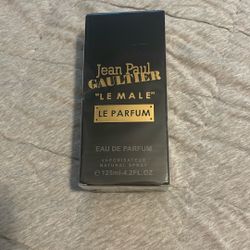 Jean Paul
GAULTIER
"LE MALE"
LE PARFUM
EAU DE PARFUM
VAPORISATEUR
NATURAL SPRAY
℮125ml-4.2FL.OZ